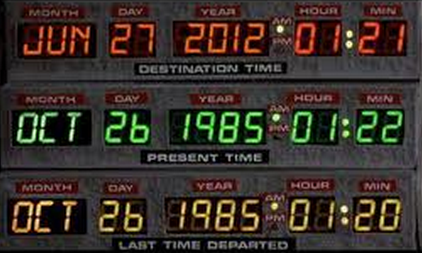 MONTH DAY YEAR AM PM HOUR MIN
JUN 27 2012 01:21
DESTINATION TIME
MONTH DAY YEAR AM PM HOUR MIN
OCT 26 1985 01:22
PRESENT TIME
MONTH DAY YEAR AM PM HOUR MIN
OCT 26 1985 01:20
LAST TIME DEPARTED